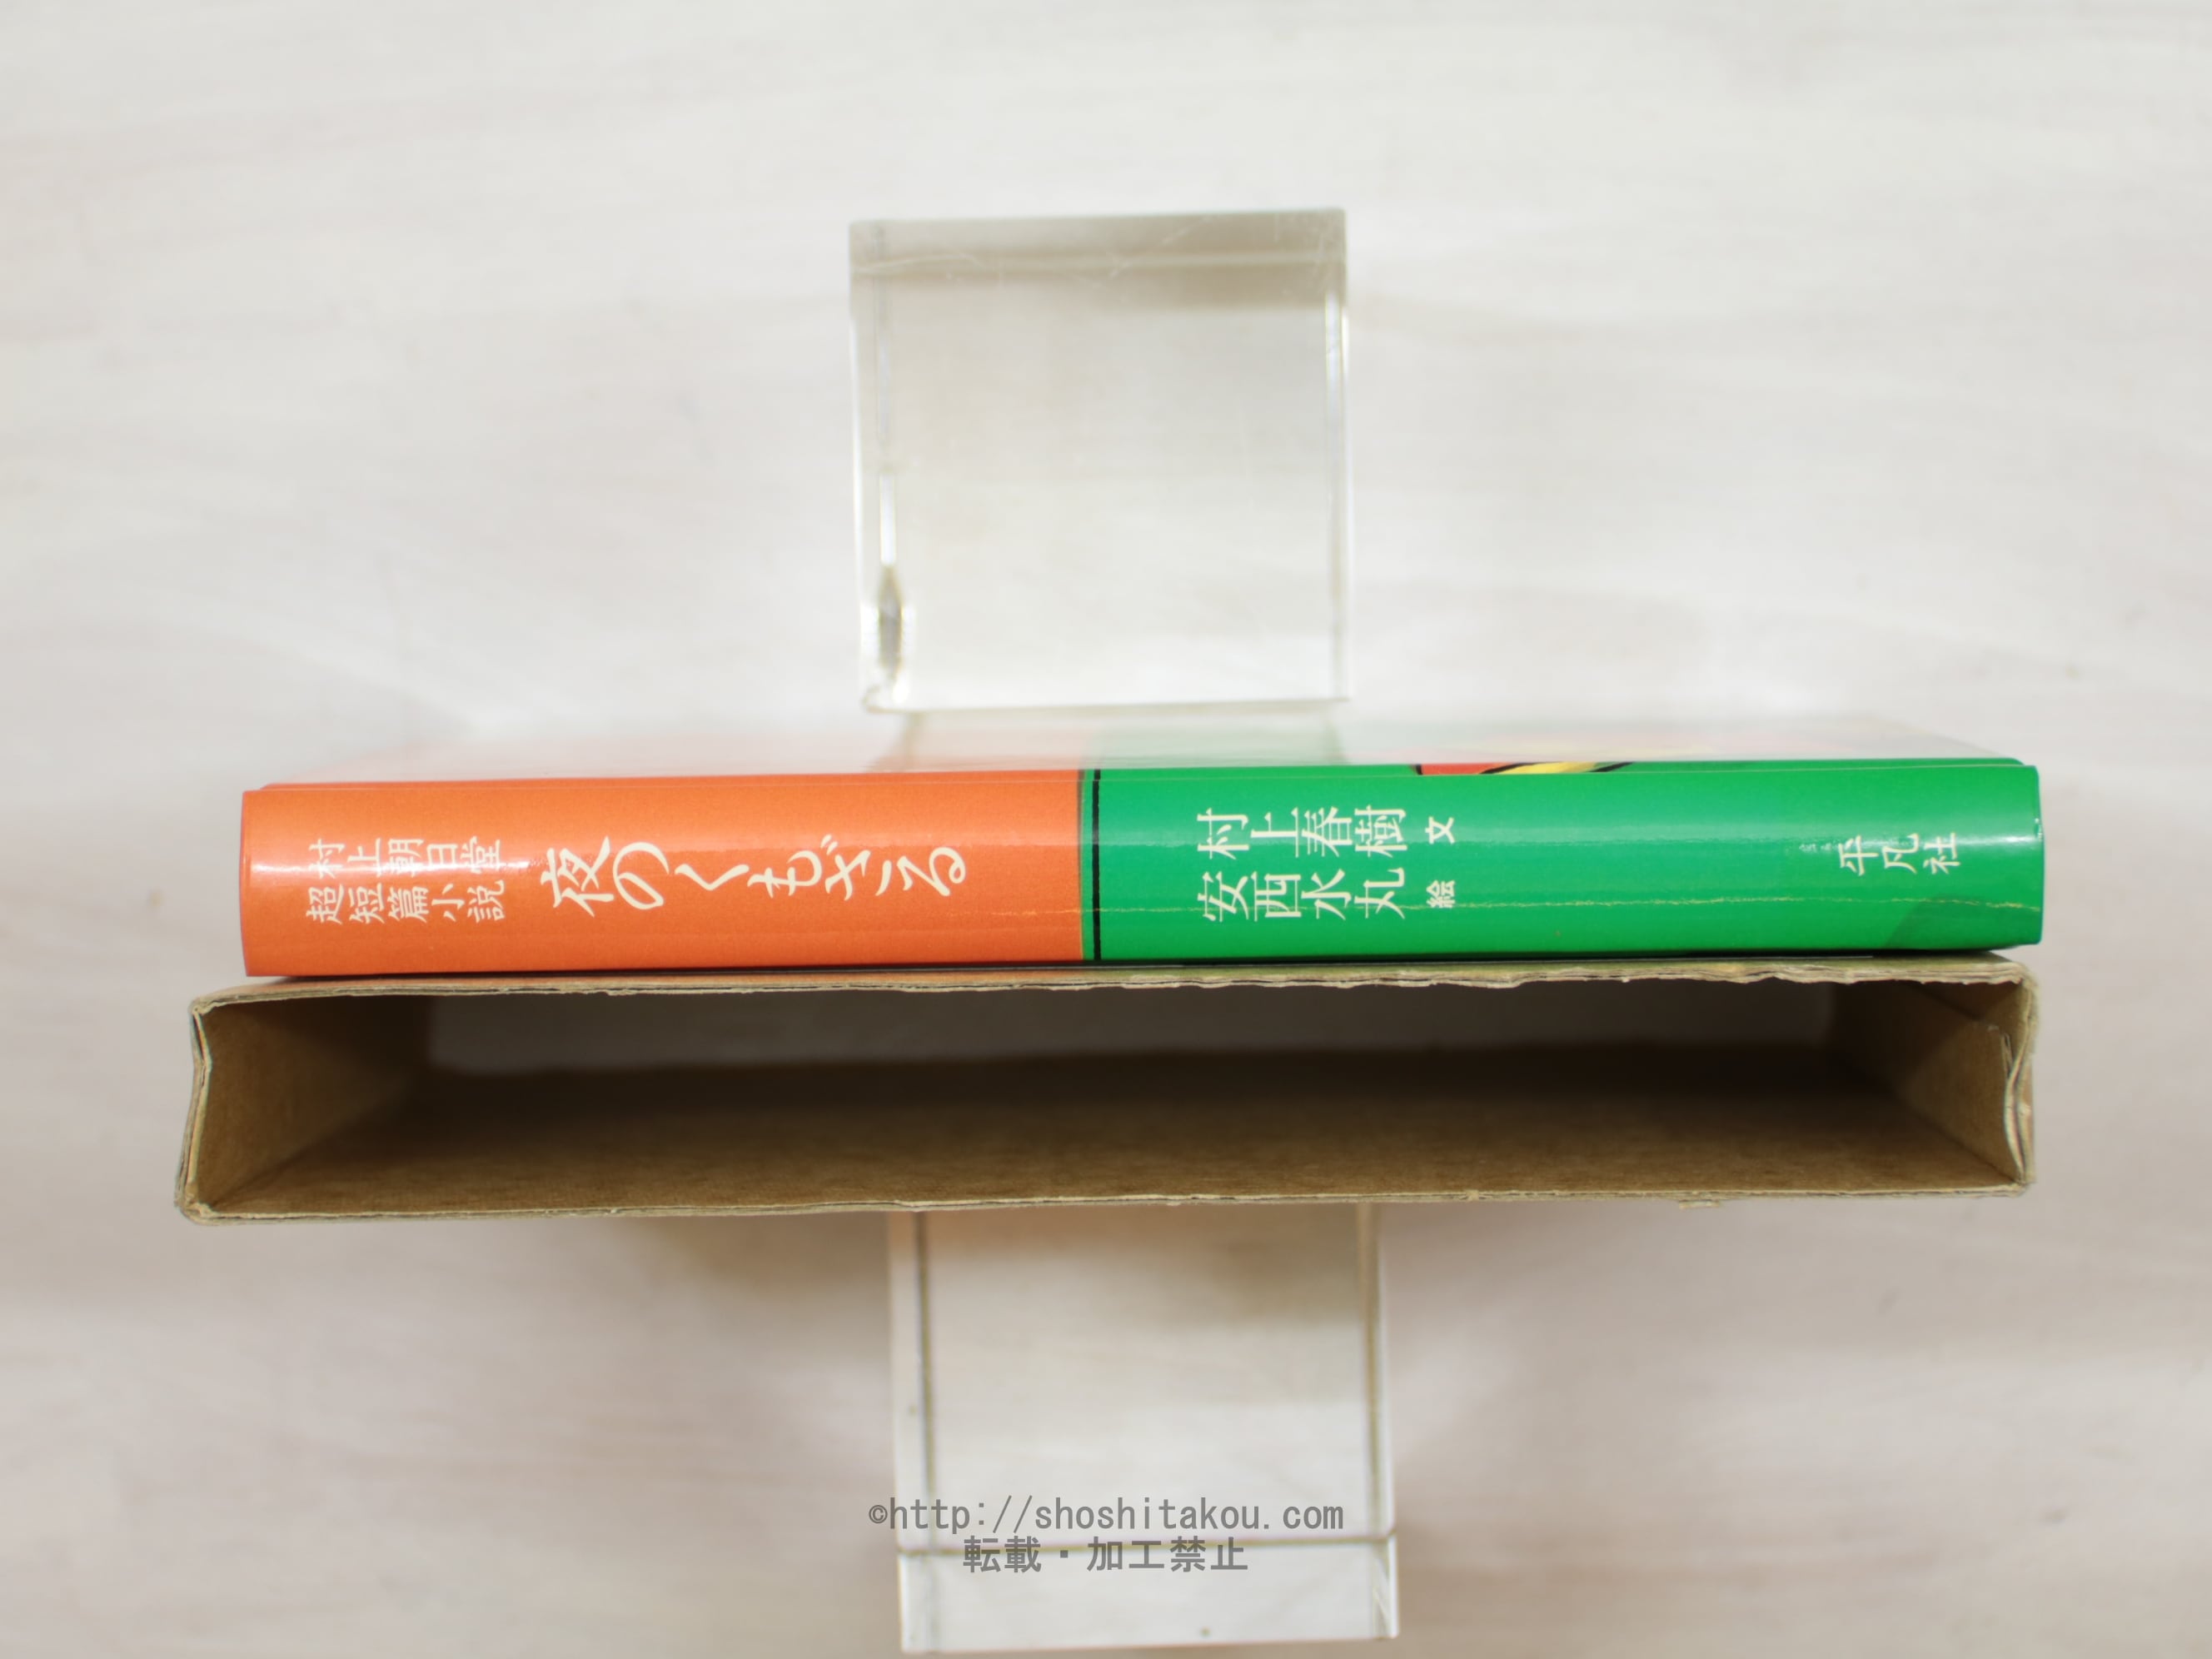 村上朝日堂
超短篇小説
夜のくもざる
村上春樹 文
安西水丸 絵
平凡社
©http://shoshitakou.com
転載・加工禁止